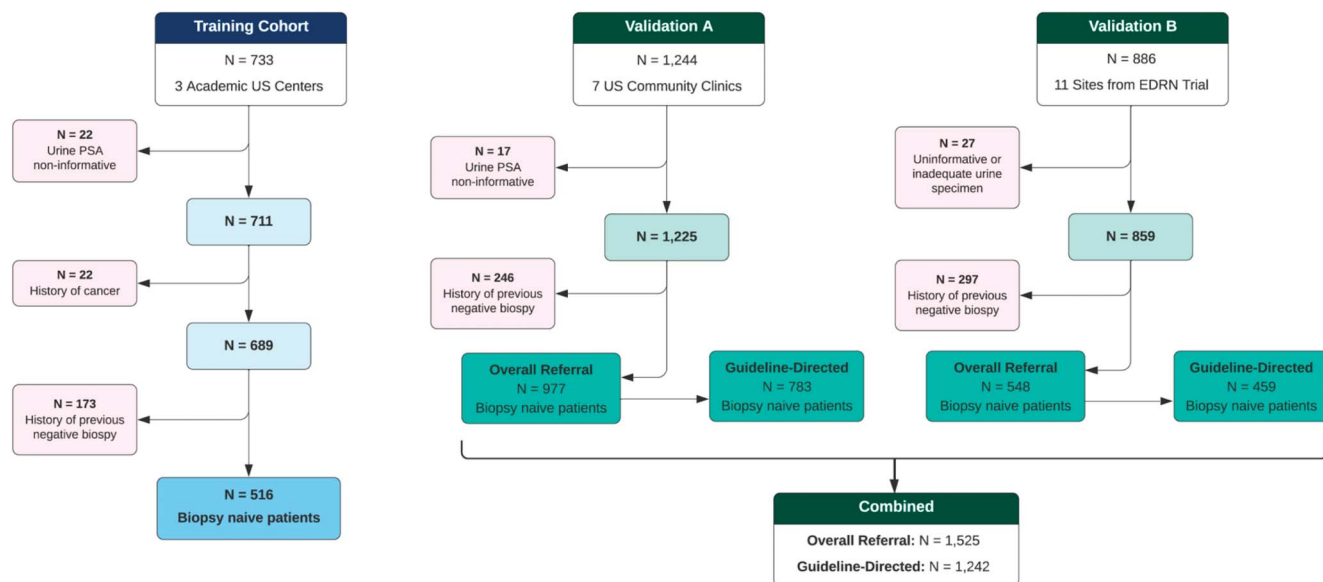 Training Cohort
N = 733
3 Academic US Centers
N = 22
Urine PSA
non-informative
N = 711
N = 22
History of cancer
N = 689
N = 173
History of previous
negative biospy
N = 516
Biopsy naive patients
Validation A
N = 1,244
7 US Community Clinics
N = 17
Urine PSA
non-informative
N = 1,225
N = 246
History of previous
negative biospy
Overall Referral
N = 977
Biopsy naive patients
Guideline-Directed
N = 783
Biopsy naive patients
Validation B
N = 886
11 Sites from EDRN Trial
N = 27
Uninformative or
inadequate urine
specimen
N = 859
N = 297
History of previous
negative biospy
Overall Referral
N = 548
Biopsy naive patients
Guideline-Directed
N = 459
Biopsy naive patients
Combined
Overall Referral: N = 1,525
Guideline-Directed: N = 1,242